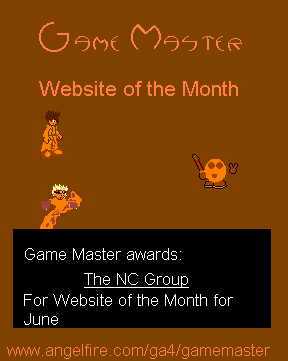 Game Master
Website of the Month
Game Master awards:
The NC Group
For Website of the Month for
June
www.angelfire.com/ga4/gamemaster